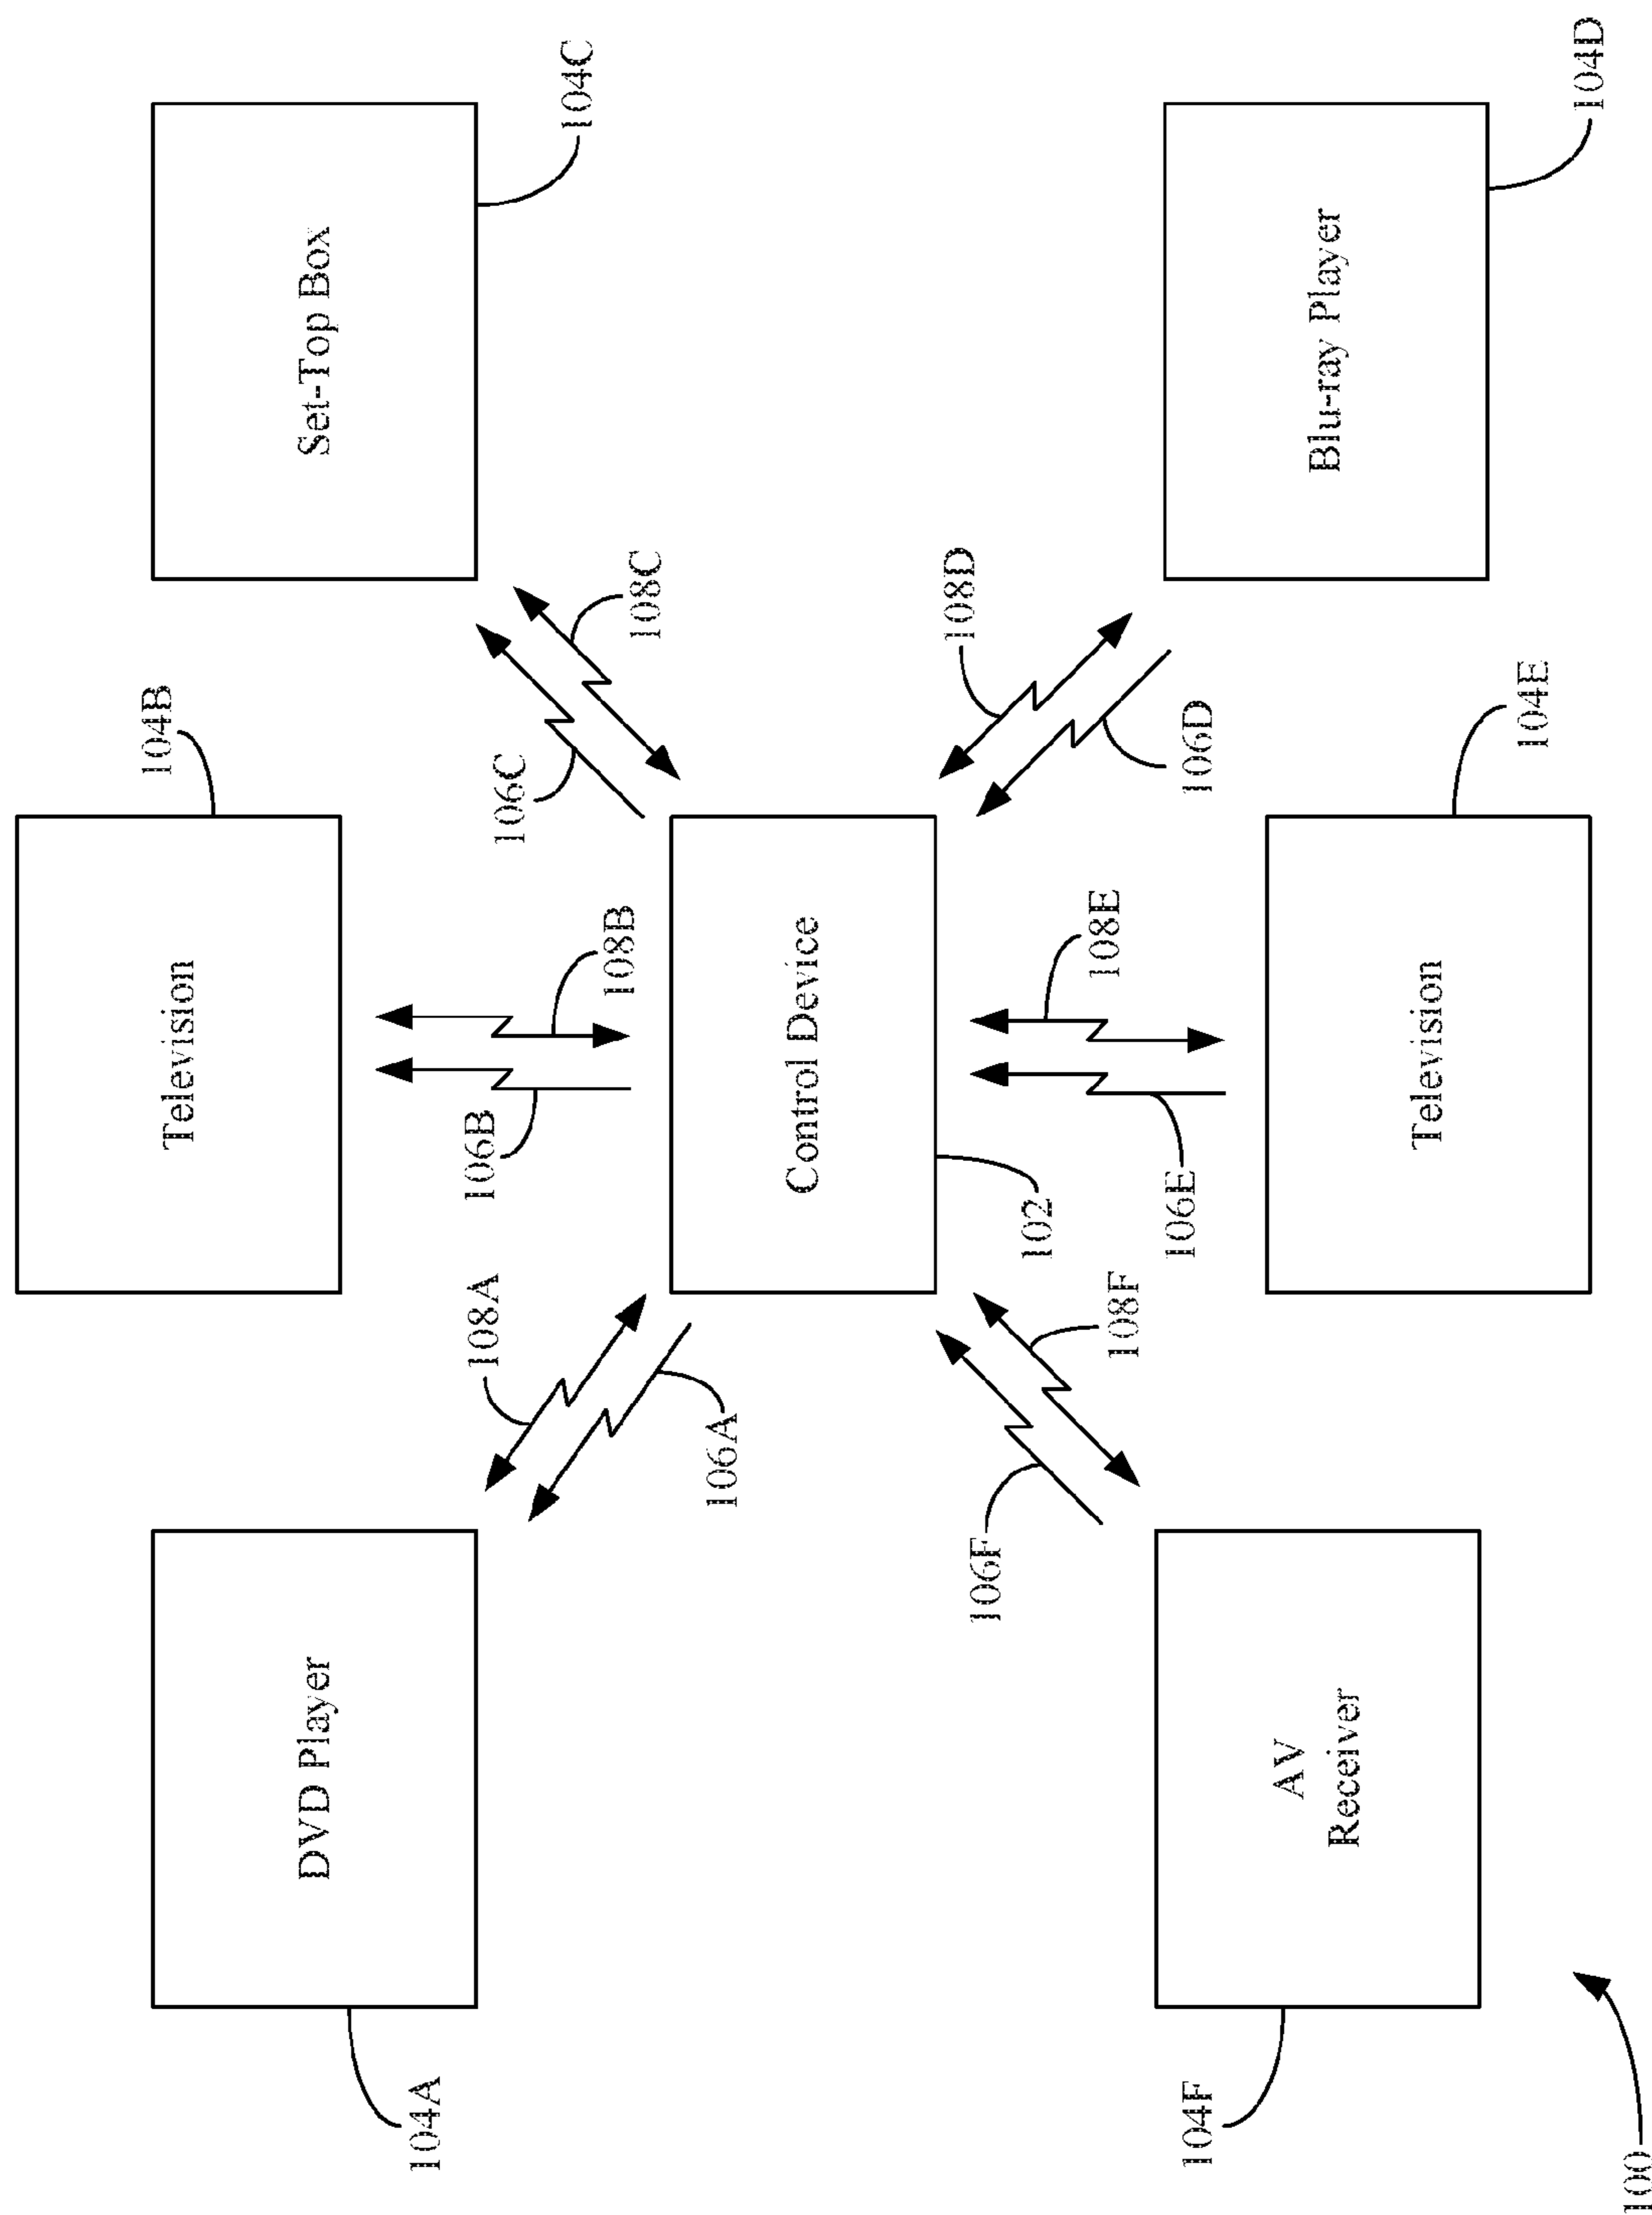 104B
Television
104A
DVD Player
Set-Top Box
104C
108A
106B
108B
106C
108C
106A
Control Device
102
106F
108F
106E
108E
108D
106D
104F
AV
Receiver
Television
104E
Blu-ray Player
104D
100